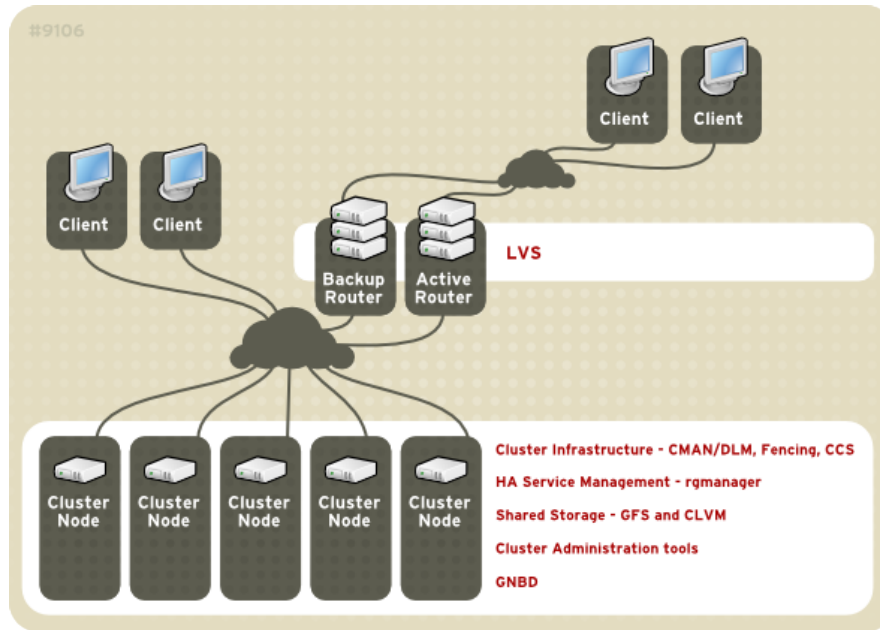 #9106
Client
Client
Client
Client
LVS
Backup
Router
Active
Router
Cluster Infrastructure - CMAN/DLM, Fencing, CCS
HA Service Management - rgmanager
Shared Storage - GFS and CLVM
Cluster Administration tools
GNBD
Cluster
Node
Cluster
Node
Cluster
Node
Cluster
Node
Cluster
Node